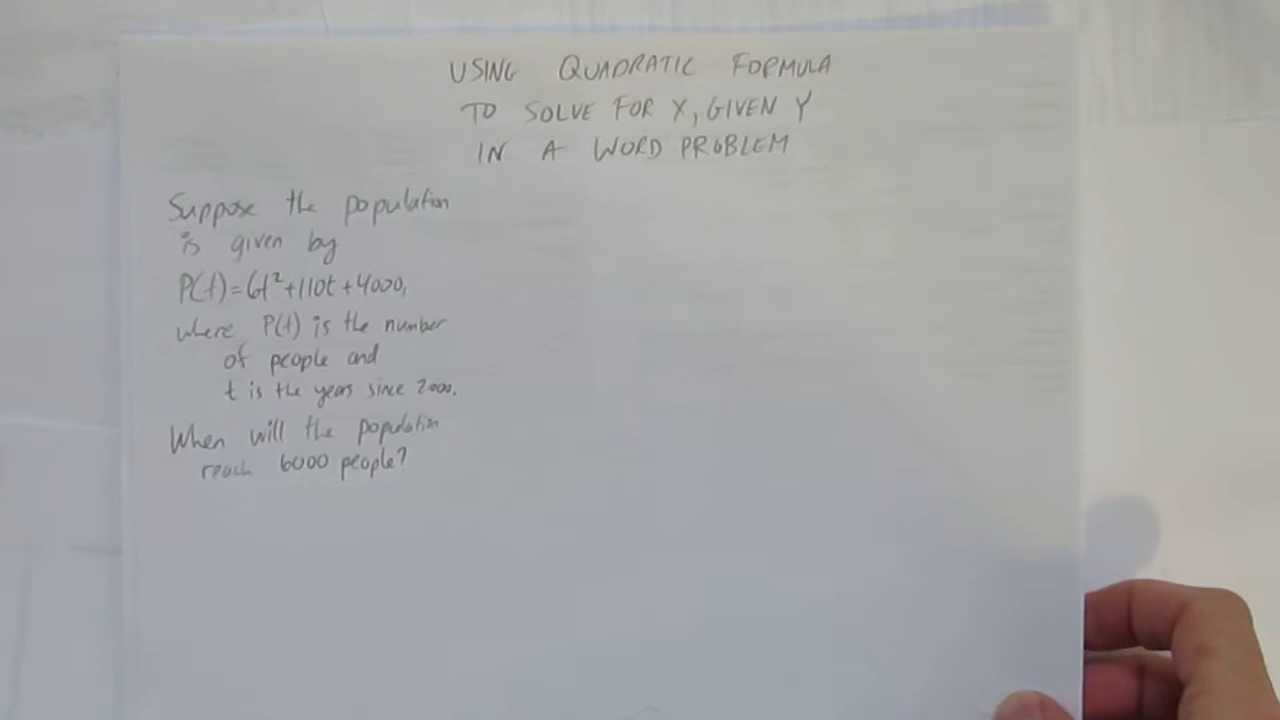 USING QUADRATIC FORMULA
TO SOLVE FOR X, GIVEN Y
IN A WORD PROBLEM
Suppose the population
is given by
P(t)=6t²+110t+4000,
where P(t) is the number
of people and
t is the years since 2000.
When will the population
reach 6000 people?